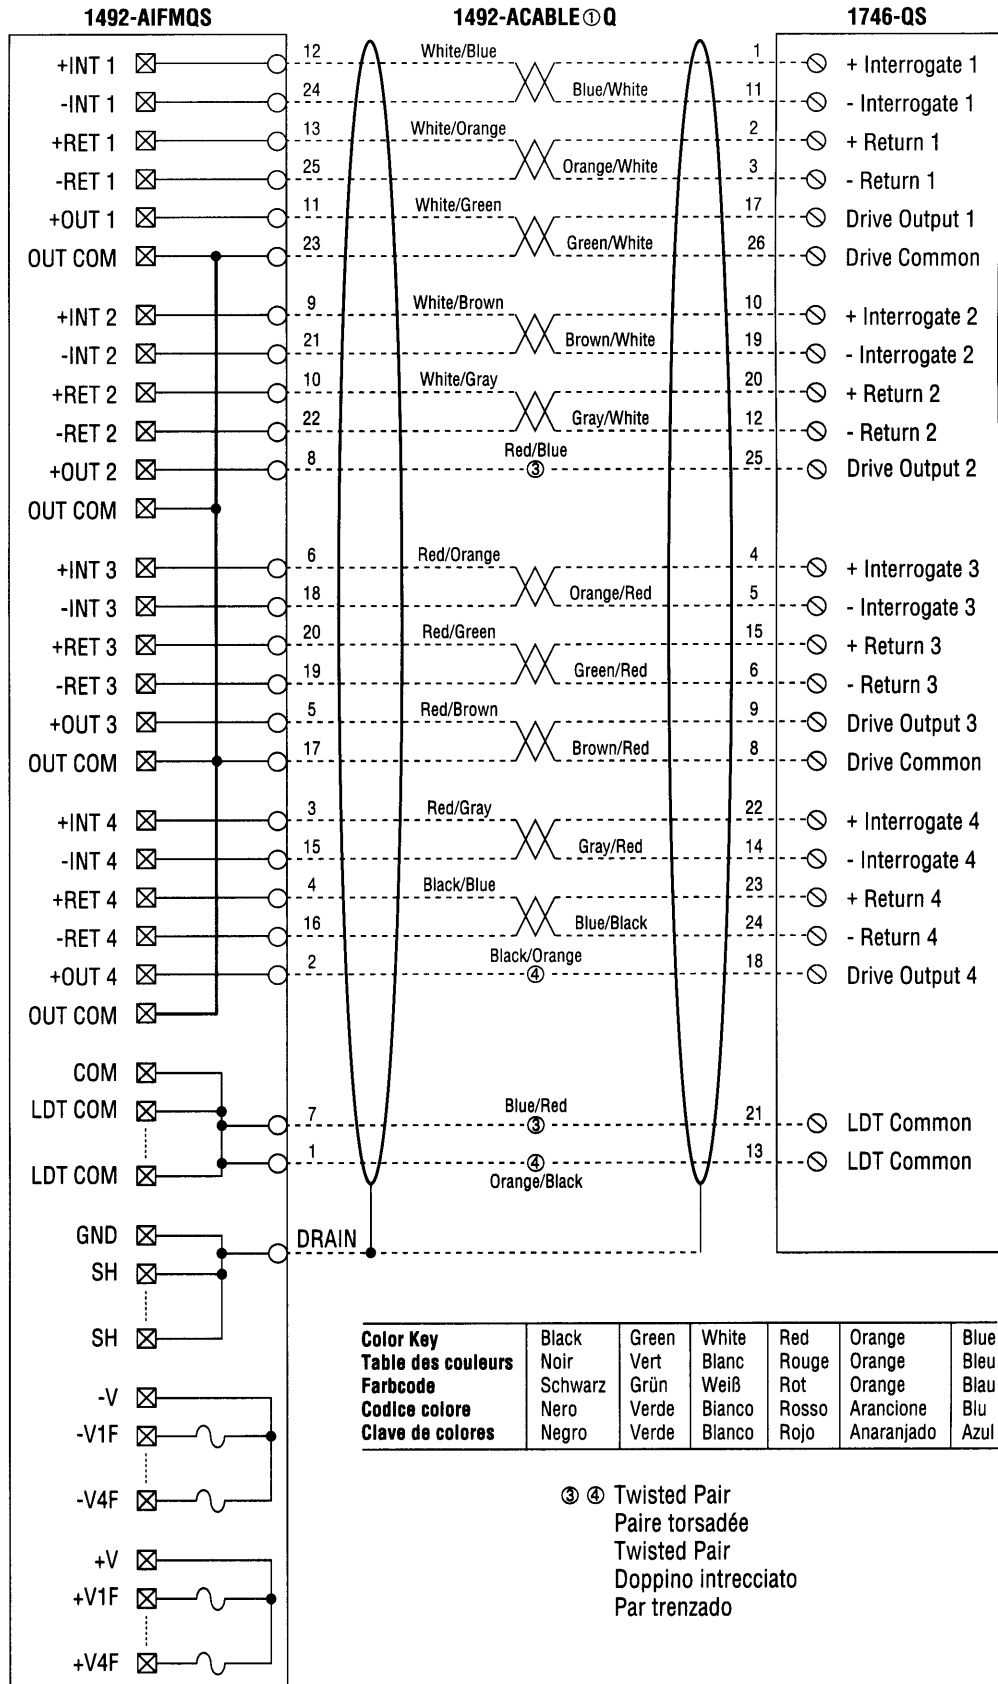 1492-AIFMQS 1492-ACABLE①Q 1746-QS
+INT 1 12 White/Blue 1 + Interrogate 1
-INT 1 24 Blue/White 11 - Interrogate 1
+RET 1 13 White/Orange 2 + Return 1
-RET 1 25 Orange/White 3 - Return 1
+OUT 1 11 White/Green 17 Drive Output 1
OUT COM 23 Green/White 26 Drive Common
+INT 2 9 White/Brown 10 + Interrogate 2
-INT 2 21 Brown/White 19 - Interrogate 2
+RET 2 10 White/Gray 20 + Return 2
-RET 2 22 Gray/White 12 - Return 2
+OUT 2 8 Red/Blue ③ 25 Drive Output 2
OUT COM
+INT 3 6 Red/Orange 4 + Interrogate 3
-INT 3 18 Orange/Red 5 - Interrogate 3
+RET 3 20 Red/Green 15 + Return 3
-RET 3 19 Green/Red 6 - Return 3
+OUT 3 5 Red/Brown 9 Drive Output 3
OUT COM 17 Brown/Red 8 Drive Common
+INT 4 3 Red/Gray 22 + Interrogate 4
-INT 4 15 Gray/Red 14 - Interrogate 4
+RET 4 4 Black/Blue 23 + Return 4
-RET 4 16 Blue/Black 24 - Return 4
+OUT 4 2 Black/Orange ④ 18 Drive Output 4
OUT COM
COM
LDT COM 7 Blue/Red ③ 21 LDT Common
LDT COM 1 ④ Orange/Black 13 LDT Common
GND DRAIN
SH
SH
-V
-V1F
-V4F
+V
+V1F
+V4F
Color Key Black Green White Red Orange Blue
Table des couleurs Noir Vert Blanc Rouge Orange Bleu
Farbcode Schwarz Grün Weiß Rot Orange Blau
Codice colore Nero Verde Bianco Rosso Arancione Blu
Clave de colores Negro Verde Blanco Rojo Anaranjado Azul
③ ④ Twisted Pair
Paire torsadée
Twisted Pair
Doppino intrecciato
Par trenzado